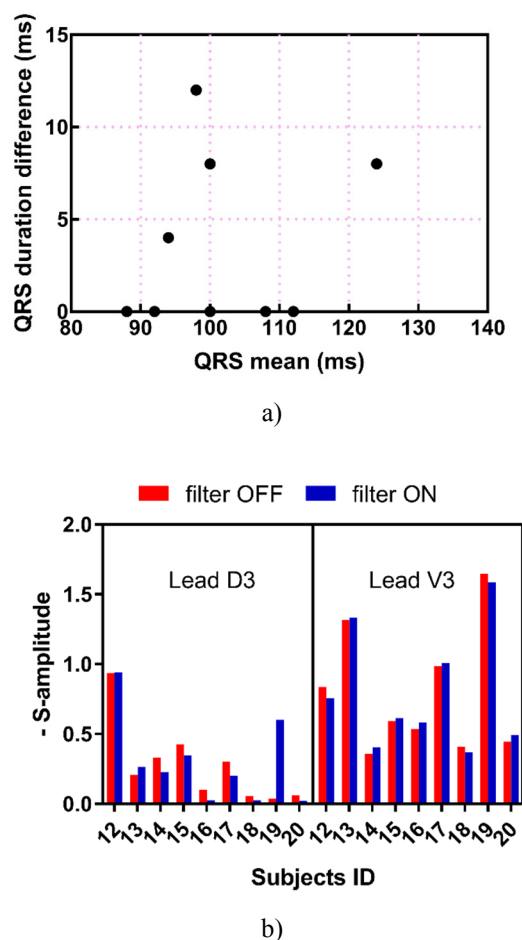 15
10
5
0
QRS duration difference (ms)
80 90 100 110 120 130 140
QRS mean (ms)
a)
filter OFF filter ON
2.0
1.5
1.0
0.5
0.0
- S-amplitude
Lead D3 Lead V3
12 13 14 15 16 17 18 19 20 12 13 14 15 16 17 18 19 20
Subjects ID
b)